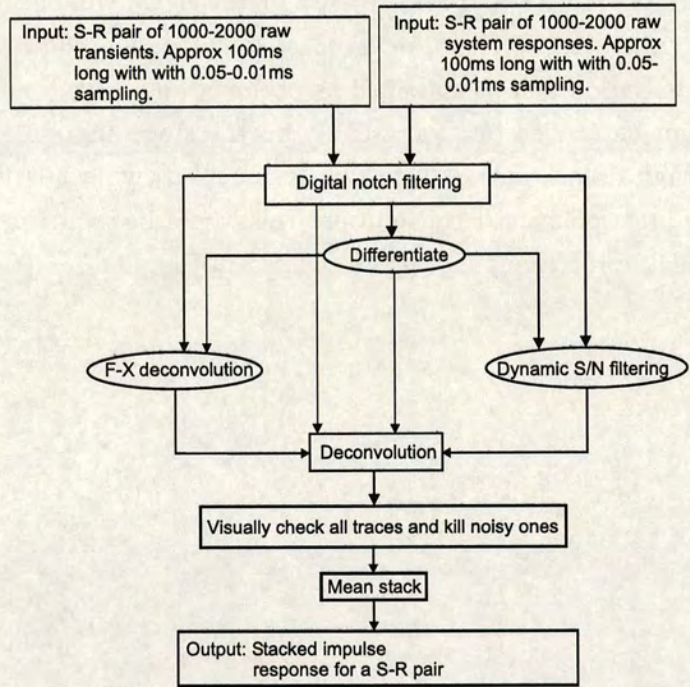 Input: S-R pair of 1000-2000 raw
transients. Approx 100ms
long with with 0.05-0.01ms
sampling.
Input: S-R pair of 1000-2000 raw
system responses. Approx
100ms long with with 0.05-
0.01ms sampling.
Digital notch filtering
Differentiate
F-X deconvolution
Dynamic S/N filtering
Deconvolution
Visually check all traces and kill noisy ones
Mean stack
Output: Stacked impulse
response for a S-R pair